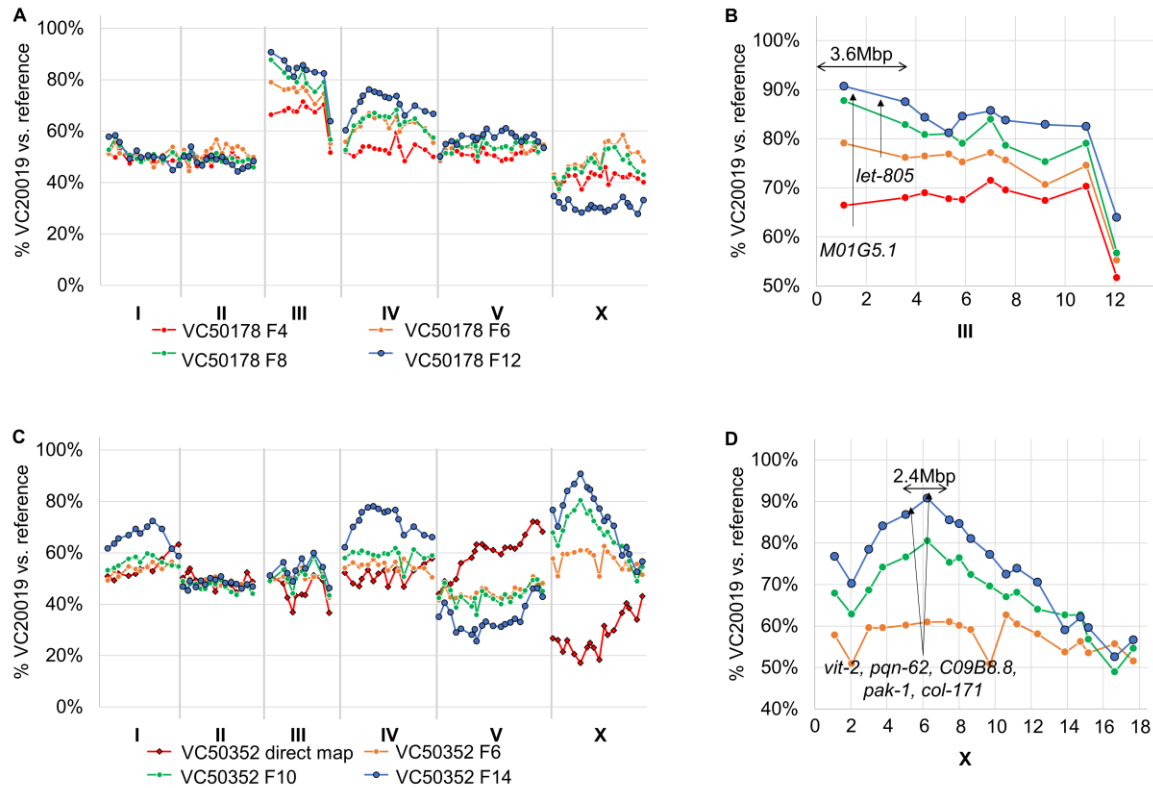 A
% VC20019 vs. reference
100%
80%
60%
40%
20%
0%
I II III IV V X
VC50178 F4 VC50178 F6
VC50178 F8 VC50178 F12
B
% VC20019 vs. reference
100%
90%
80%
70%
60%
50%
3.6Mbp
let-805
M01G5.1
0 2 4 6 8 10 12
III
C
% VC20019 vs. reference
100%
80%
60%
40%
20%
0%
I II III IV V X
VC50352 direct map VC50352 F6
VC50352 F10 VC50352 F14
D
% VC20019 vs. reference
100%
90%
80%
70%
60%
50%
40%
2.4Mbp
vit-2, pqn-62, C09B8.8,
pak-1, col-171
0 2 4 6 8 10 12 14 16 18
X